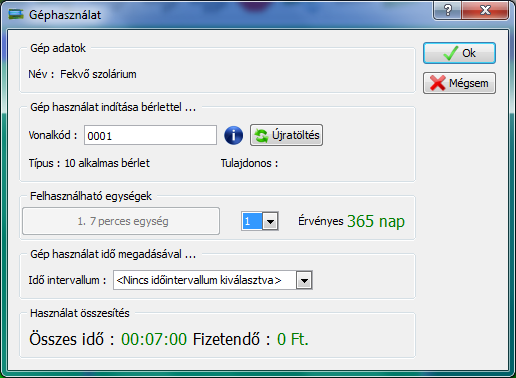 Géphasználat
Gép adatok
Név : Fekvő szolárium
Ok
Mégsem
Gép használat indítása bérlettel ...
Vonalkód : 0001 Újratöltés
Típus : 10 alkalmas bérlet Tulajdonos :
Felhasználható egységek
1. 7 perces egység 1 Érvényes 365 nap
Gép használat idő megadásával ...
Idő intervallum : <Nincs időintervallum kiválasztva>
Használat összesítés
Összes idő : 00:07:00 Fizetendő : 0 Ft.